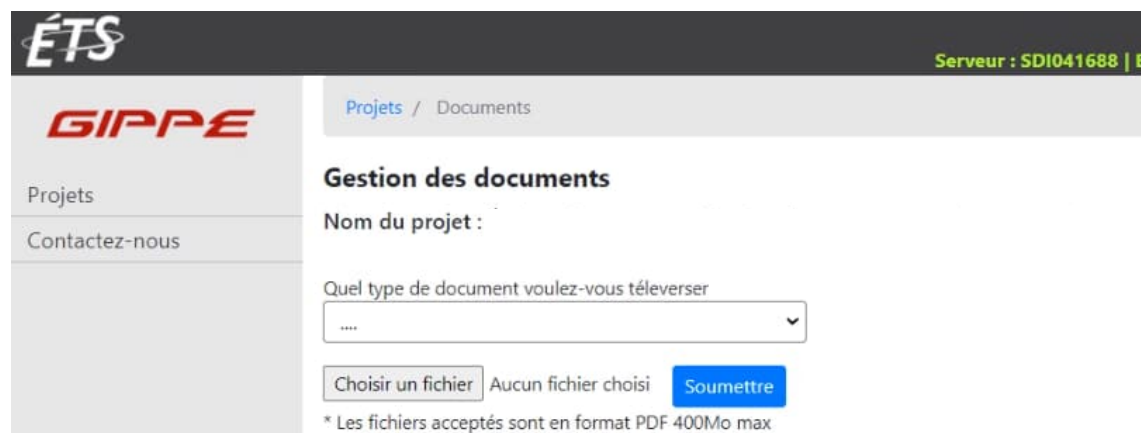 ÉTS
Serveur : SDI041688 |
GIPPE
Projets / Documents
Projets
Contactez-nous
Gestion des documents
Nom du projet :
Quel type de document voulez-vous téleverser
....
Choisir un fichier Aucun fichier choisi Soumettre
* Les fichiers acceptés sont en format PDF 400Mo max